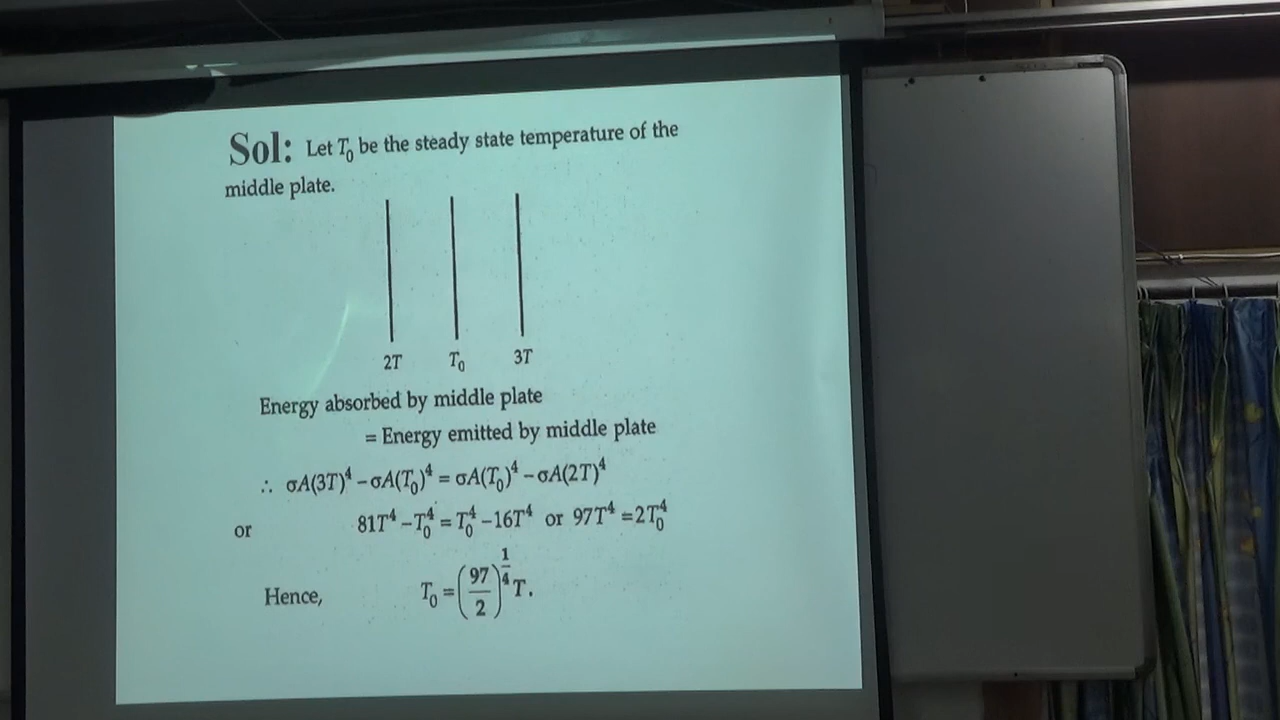 Sol: Let T₀ be the steady state temperature of the
middle plate.
2T T₀ 3T
Energy absorbed by middle plate
= Energy emitted by middle plate
∴ σA(3T)⁴ – σA(T₀)⁴ = σA(T₀)⁴ – σA(2T)⁴
or 81T⁴ – T₀⁴ = T₀⁴ – 16T⁴ or 97T⁴ = 2T₀⁴
Hence, T₀ = (97/2)^(1/4) T.